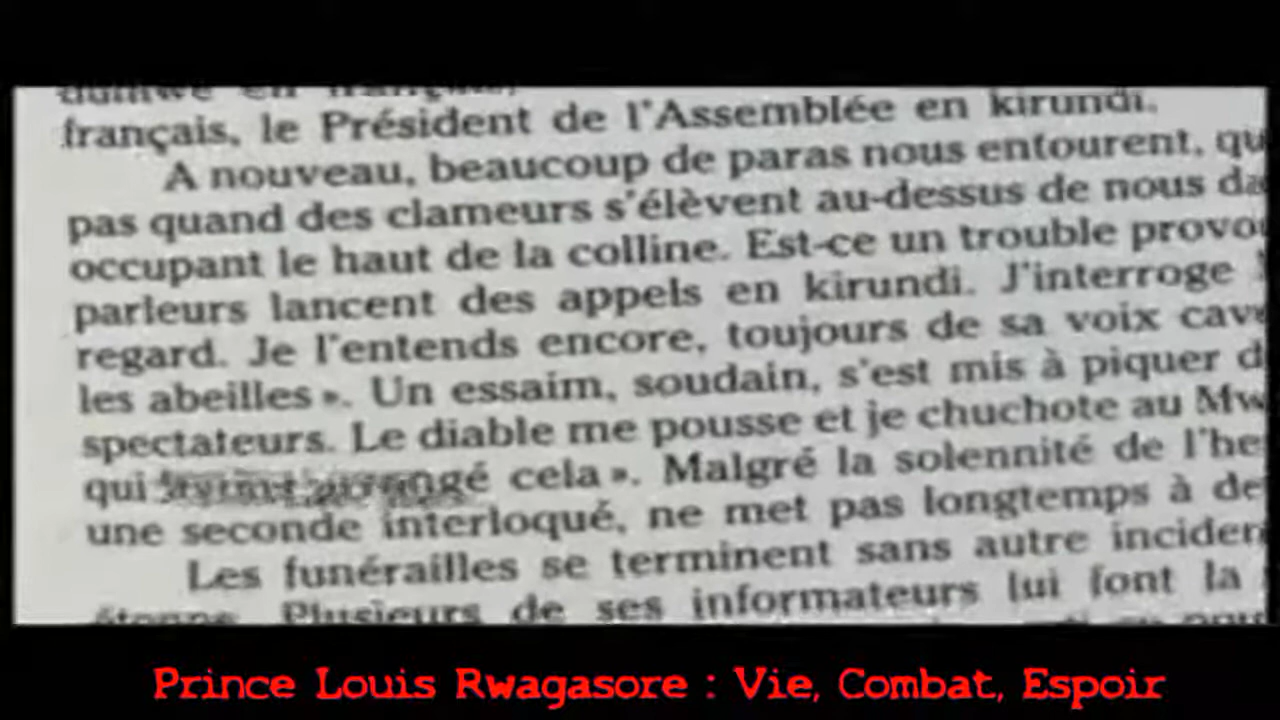 français, le Président de l'Assemblée en kirundi.
A nouveau, beaucoup de paras nous entourent, qu
pas quand des clameurs s'élèvent au-dessus de nous da
occupant le haut de la colline. Est-ce un trouble provo
parleurs lancent des appels en kirundi. J'interroge
regard. Je l'entends encore, toujours de sa voix cave
les abeilles ». Un essaim, soudain, s'est mis à piquer d
spectateurs. Le diable me pousse et je chuchote au Mw
qui cela ». Malgré la solennité de l'he
une seconde interloqué, ne met pas longtemps à de
Les funérailles se terminent sans autre inciden
étonne. Plusieurs de ses informateurs lui font la
Prince Louis Rwagasore : Vie, Combat, Espoir